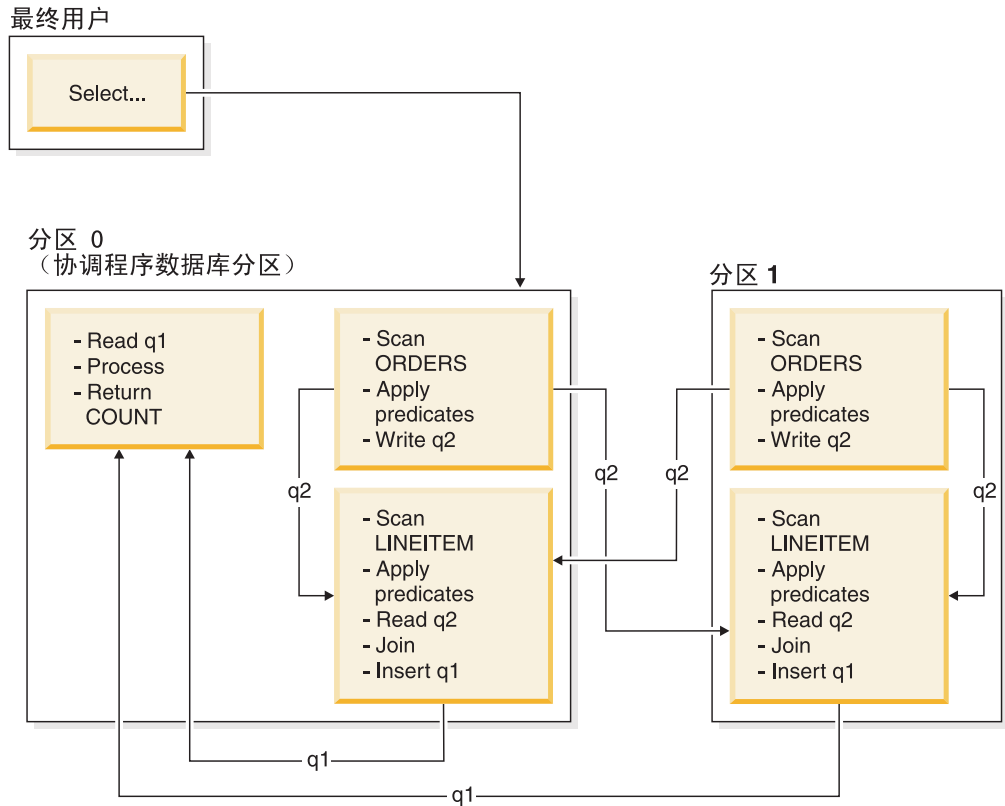 最终用户
Select...
分区 0
（协调程序数据库分区）
- Read q1
- Process
- Return
COUNT
- Scan
ORDERS
- Apply
predicates
- Write q2
q2
- Scan
LINEITEM
- Apply
predicates
- Read q2
- Join
- Insert q1
q2
q2
分区 1
- Scan
ORDERS
- Apply
predicates
- Write q2
q2
- Scan
LINEITEM
- Apply
predicates
- Read q2
- Join
- Insert q1
q1
q1